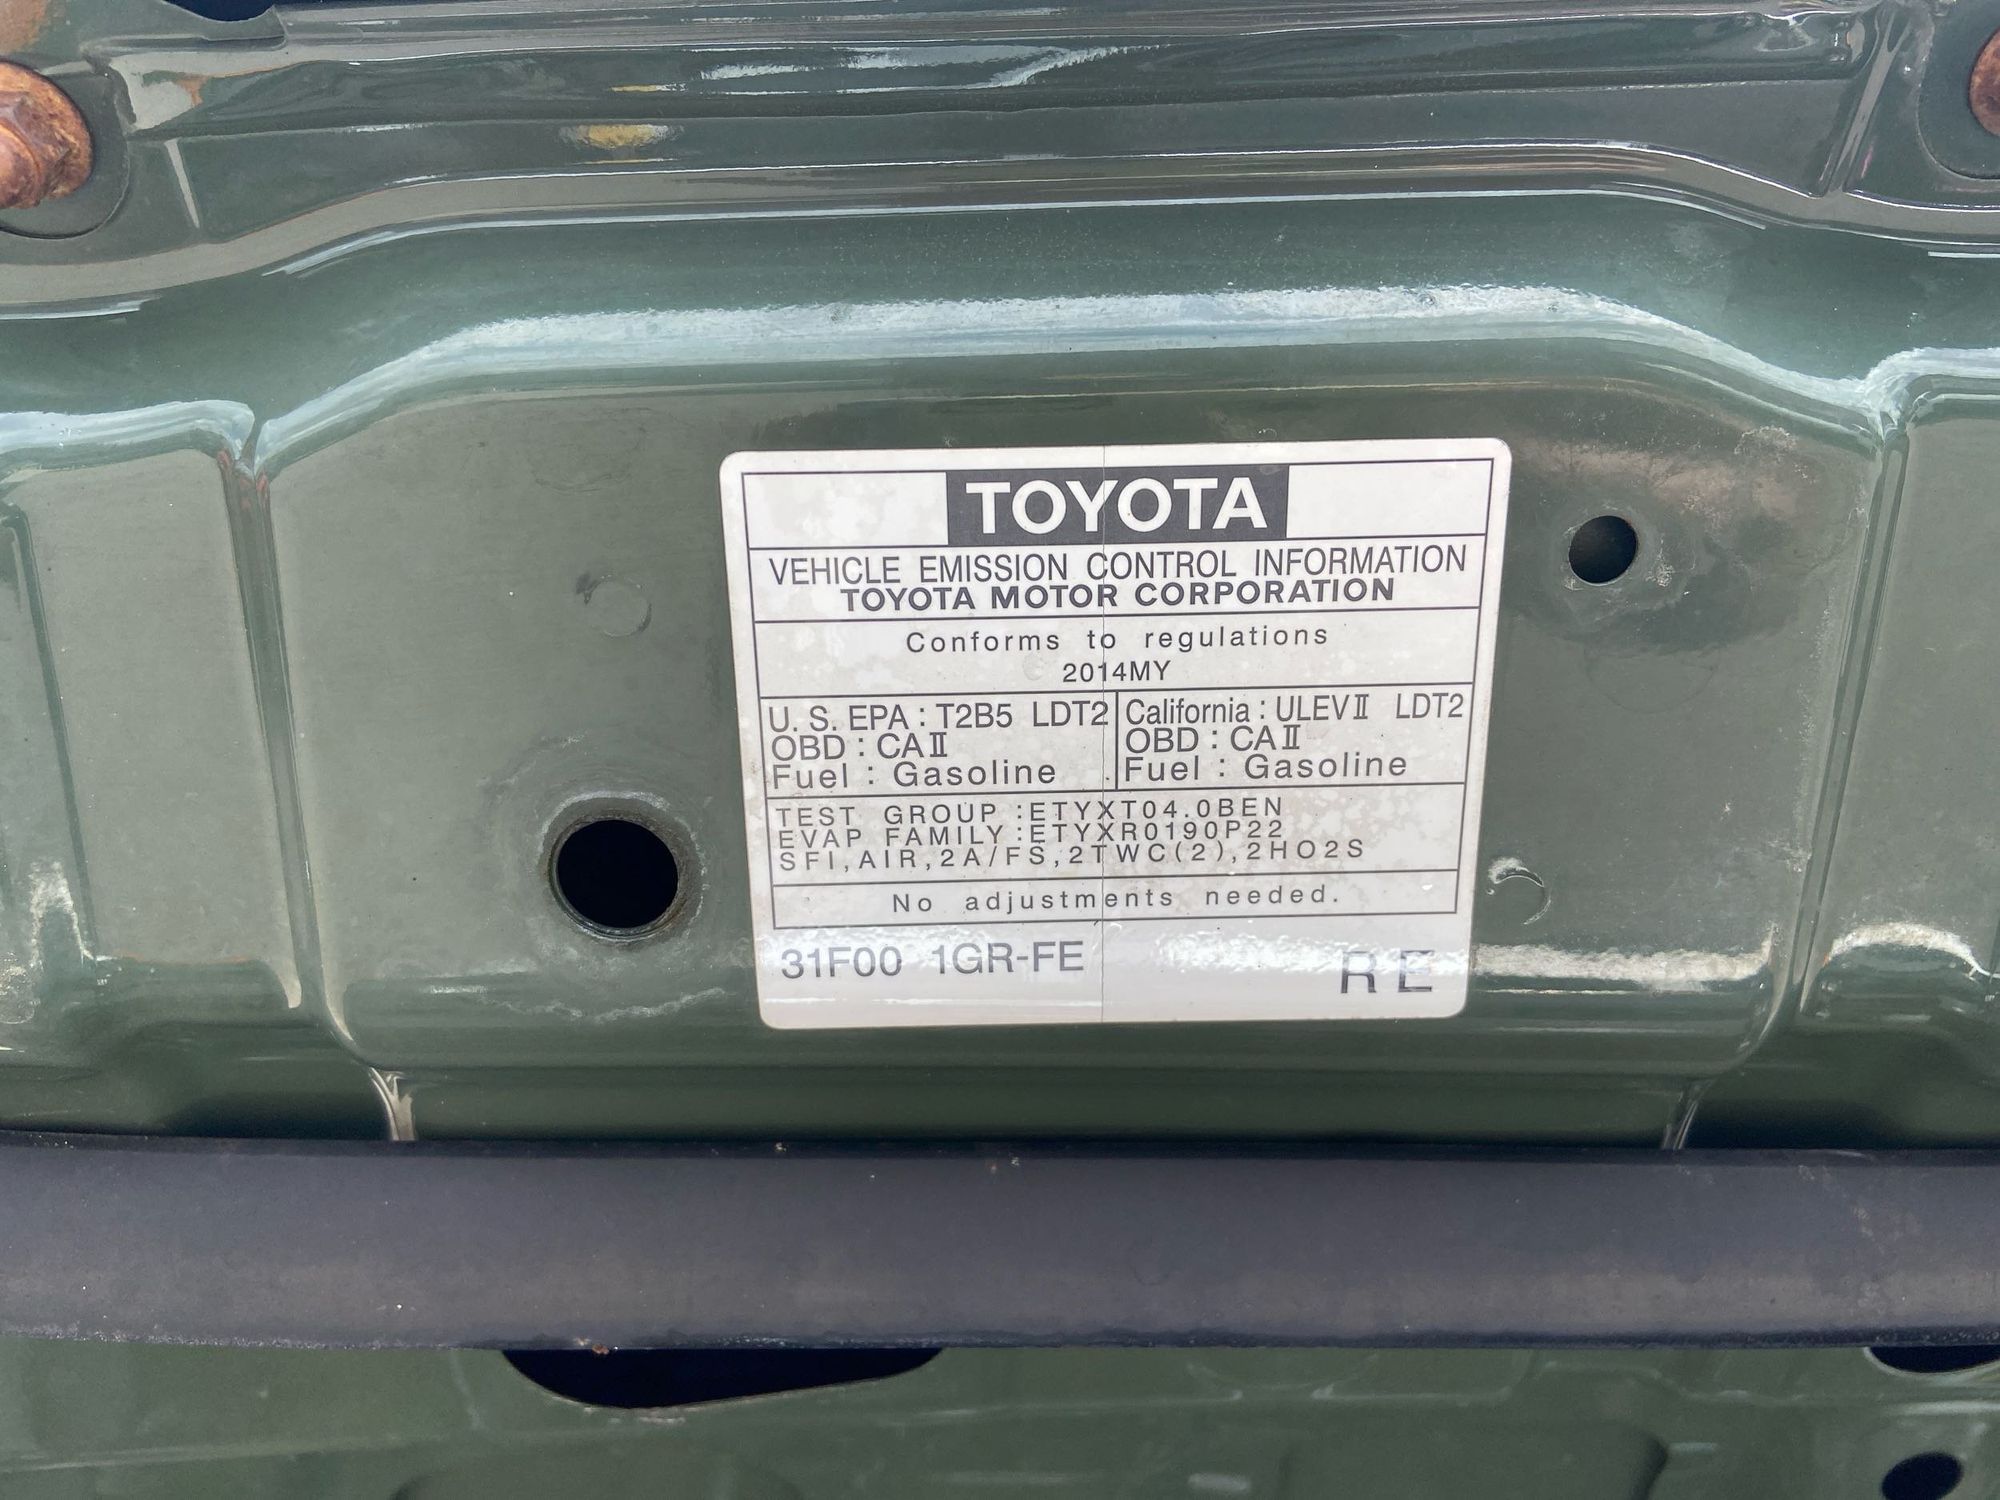 TOYOTA
VEHICLE EMISSION CONTROL INFORMATION
TOYOTA MOTOR CORPORATION
Conforms to regulations
2014MY
U. S. EPA : T2B5 LDT2
OBD : CAⅡ
Fuel : Gasoline
California : ULEVⅡ LDT2
OBD : CAⅡ
Fuel : Gasoline
TEST GROUP :ETYXT04.0BEN
EVAP FAMILY :ETYXR0190P22
SFI,AIR,2A/FS,2TWC(2),2HO2S
No adjustments needed.
31F00 1GR-FE RE